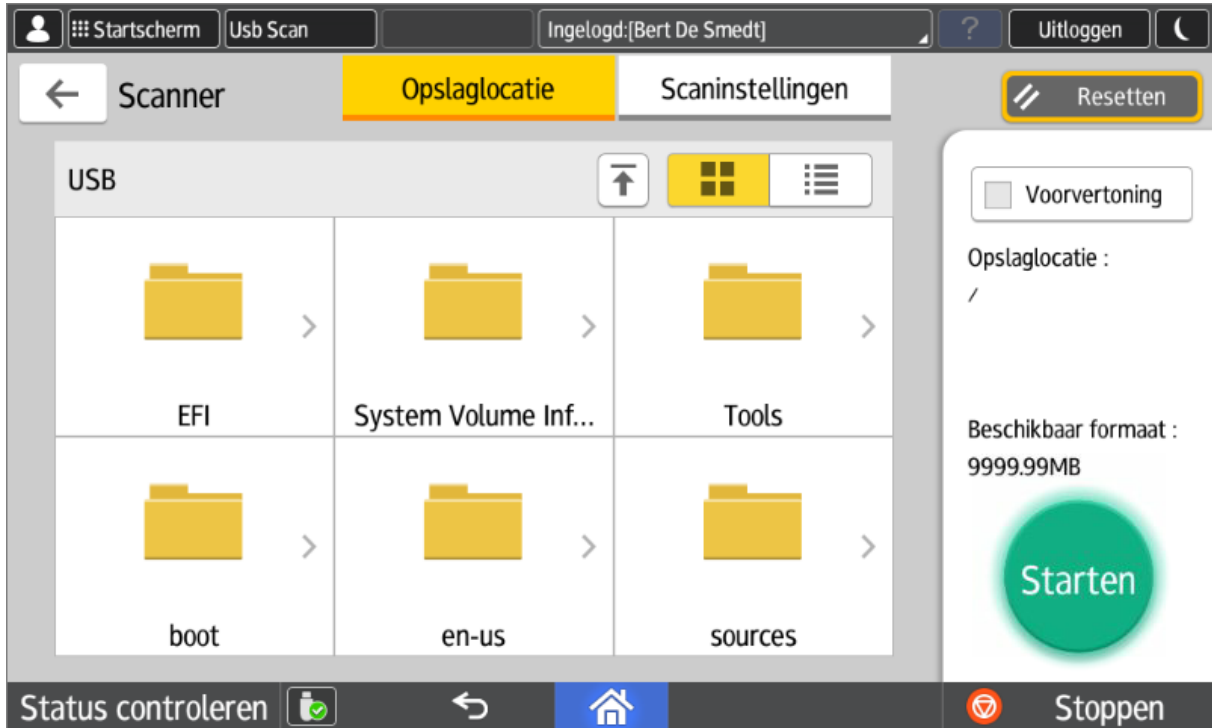 Startscherm
Usb Scan
Ingelogd:[Bert De Smedt]
?
Uitloggen
Scanner
Opslaglocatie
Scaninstellingen
Resetten
USB
Voorvertoning
Opslaglocatie :
/
EFI
System Volume Inf...
Tools
Beschikbaar formaat :
9999.99MB
boot
en-us
sources
Starten
Status controleren
Stoppen